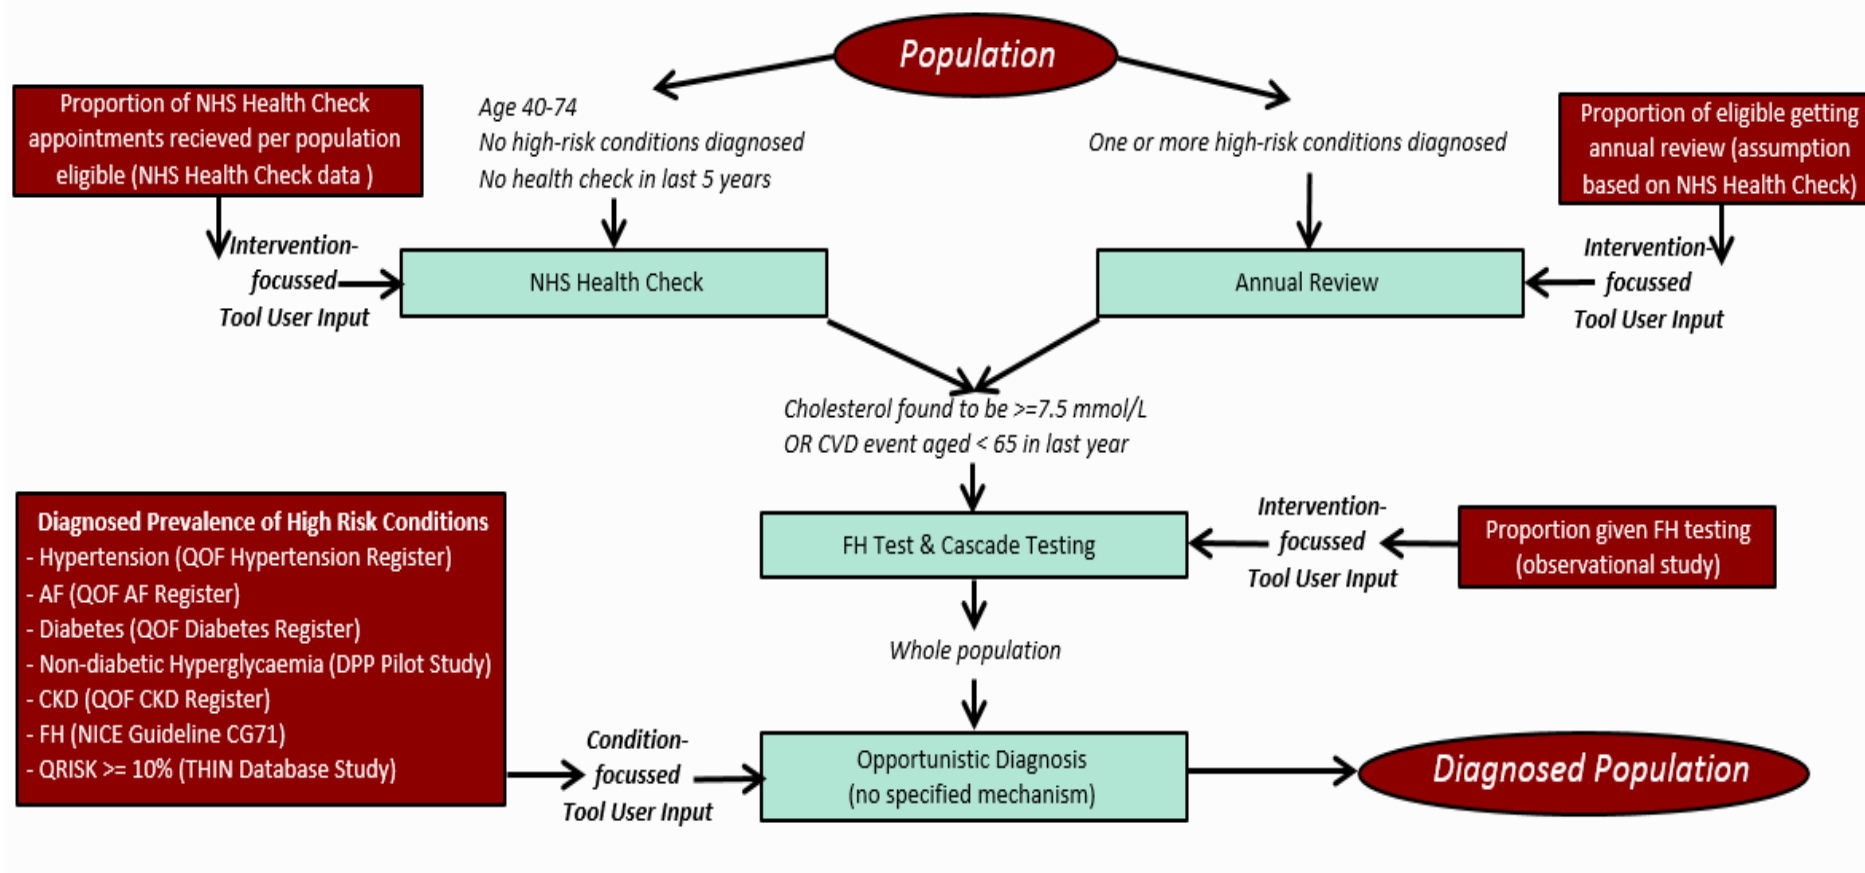 Population
Proportion of NHS Health Check
appointments recieved per population
eligible (NHS Health Check data )
Age 40-74
No high-risk conditions diagnosed
No health check in last 5 years
One or more high-risk conditions diagnosed
Proportion of eligible getting
annual review (assumption
based on NHS Health Check)
Intervention-
focussed
Tool User Input
NHS Health Check
Annual Review
Intervention-
focussed
Tool User Input
Cholesterol found to be >=7.5 mmol/L
OR CVD event aged < 65 in last year
FH Test & Cascade Testing
Intervention-
focussed
Tool User Input
Proportion given FH testing
(observational study)
Whole population
Diagnosed Prevalence of High Risk Conditions
- Hypertension (QOF Hypertension Register)
- AF (QOF AF Register)
- Diabetes (QOF Diabetes Register)
- Non-diabetic Hyperglycaemia (DPP Pilot Study)
- CKD (QOF CKD Register)
- FH (NICE Guideline CG71)
- QRISK >= 10% (THIN Database Study)
Condition-
focussed
Tool User Input
Opportunistic Diagnosis
(no specified mechanism)
Diagnosed Population